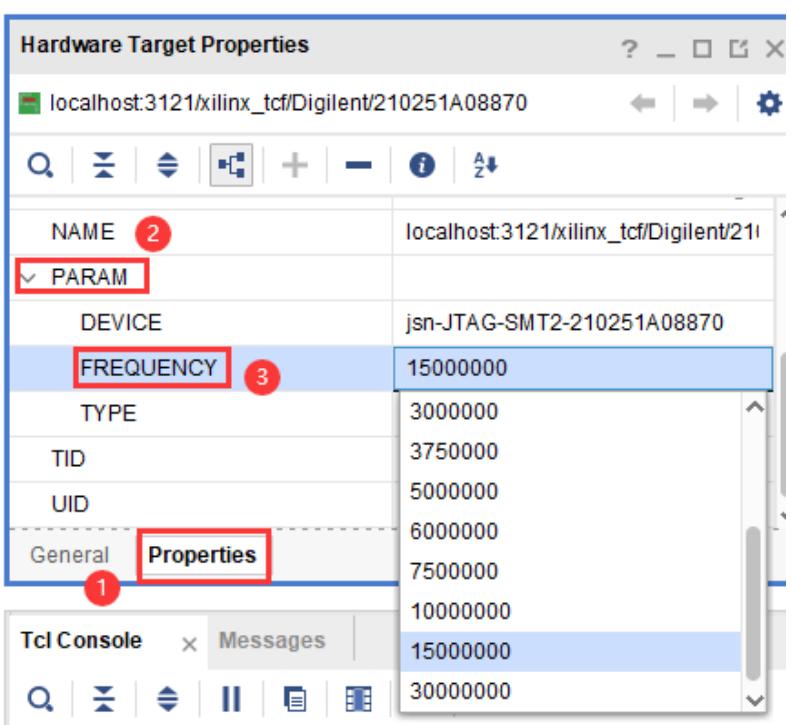 Hardware Target Properties
localhost:3121/xilinx_tcf/Digilent/210251A08870
NAME 2 localhost:3121/xilinx_tcf/Digilent/21
PARAM
DEVICE jsn-JTAG-SMT2-210251A08870
FREQUENCY 3 15000000
TYPE
TID
UID
3000000
3750000
5000000
6000000
7500000
10000000
15000000
30000000
General Properties
1
Tcl Console Messages